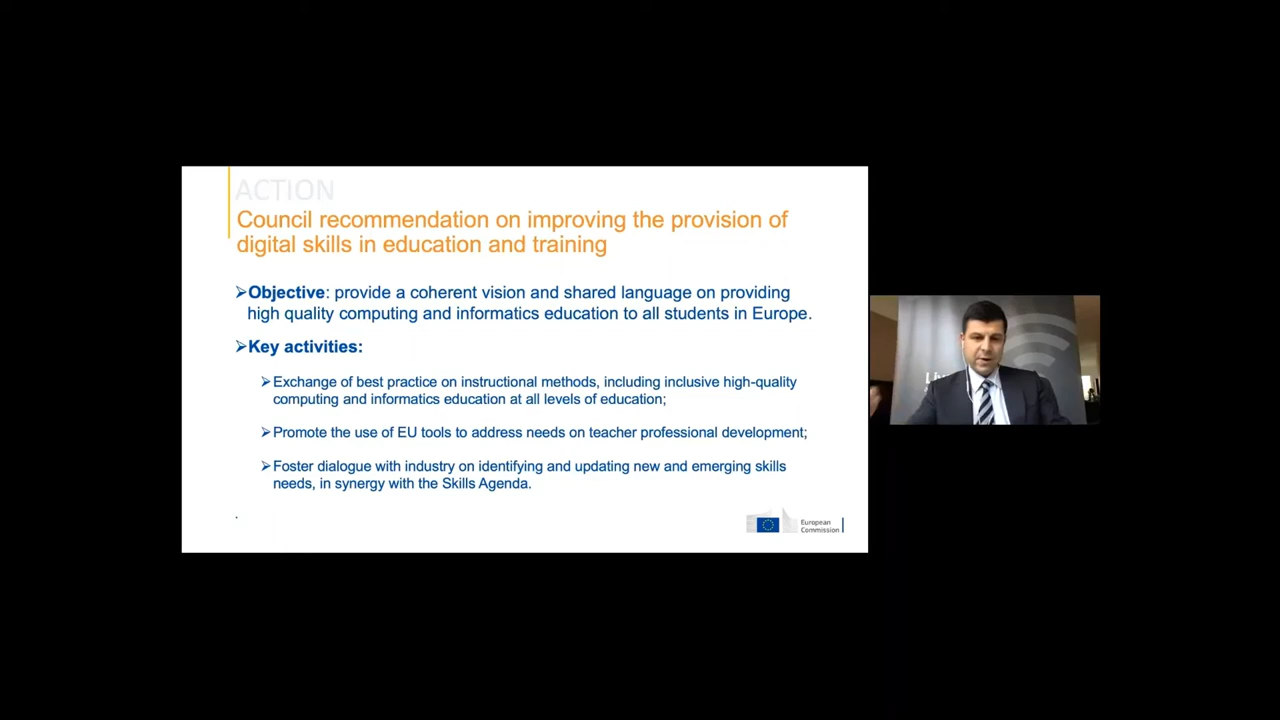 ACTION
Council recommendation on improving the provision of
digital skills in education and training
➢Objective: provide a coherent vision and shared language on providing
high quality computing and informatics education to all students in Europe.
➢Key activities:
➢Exchange of best practice on instructional methods, including inclusive high-quality
computing and informatics education at all levels of education;
➢Promote the use of EU tools to address needs on teacher professional development;
➢Foster dialogue with industry on identifying and updating new and emerging skills
needs, in synergy with the Skills Agenda.
.
European
Commission